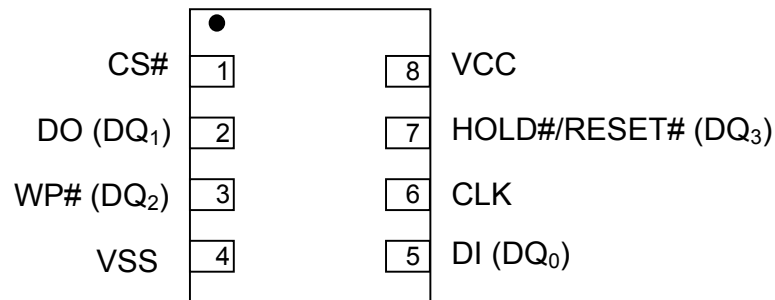 CS# 1 8 VCC
DO (DQ₁) 2 7 HOLD#/RESET# (DQ₃)
WP# (DQ₂) 3 6 CLK
VSS 4 5 DI (DQ₀)